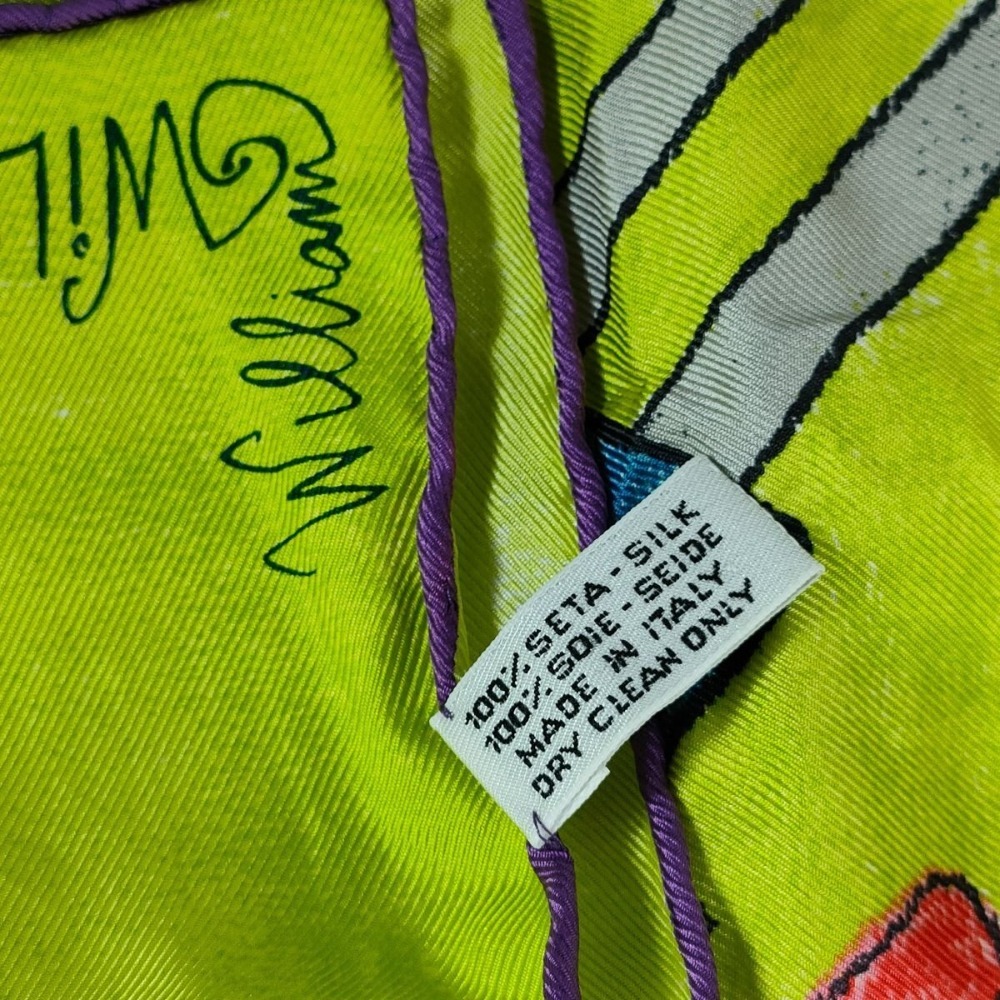 William
100% SETA - SILK
100% SOIE - SEIDE
MADE IN ITALY
DRY CLEAN ONLY